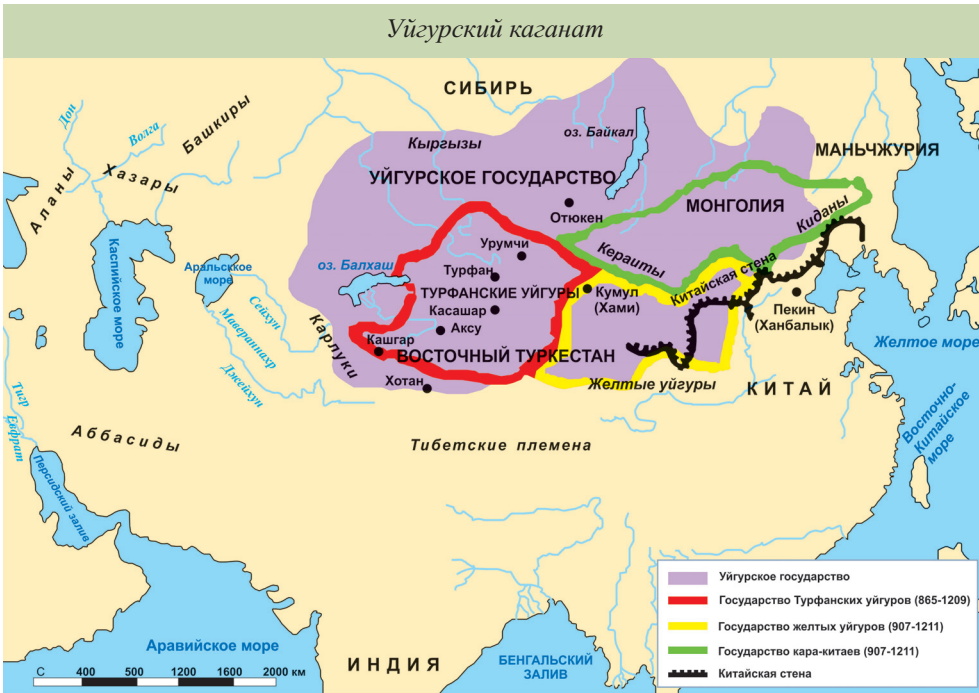 Уйгурский каганат
СИБИРЬ
оз. Байкал
Дон
Волга
Башкиры
Кыргызы
МАНЬЧЖУРИЯ
Аланы
Хазары
УЙГУРСКОЕ ГОСУДАРСТВО
Отюкен
МОНГОЛИЯ
Киданы
Урумчи
Кераиты
Каспийское море
Аральсккое
море
оз. Балхаш
Турфан
Китайская стена
ТУРФАНСКИЕ УЙГУРЫ
Кумул
(Хами)
Пекин
(Ханбалык)
Сейхун
Касашар
Аксу
Мавераннахр
Карлуки
Кашгар
ВОСТОЧНЫЙ ТУРКЕСТАН
Желтое море
Джейхун
Хотан
Желтые уйгуры
КИТАЙ
Тигр
Евфрат
Аббасиды
Тибетские племена
Восточно-
Китайское
море
Персидский залив
Аравийское море
ИНДИЯ
БЕНГАЛЬСКИЙ
ЗАЛИВ
С 400 800 1200 1600 2000 км
Уйгурское государство
Государство Турфанских уйгуров (865-1209)
Государство желтых уйгуров (907-1211)
Государство кара-китаев (907-1211)
Китайская стена